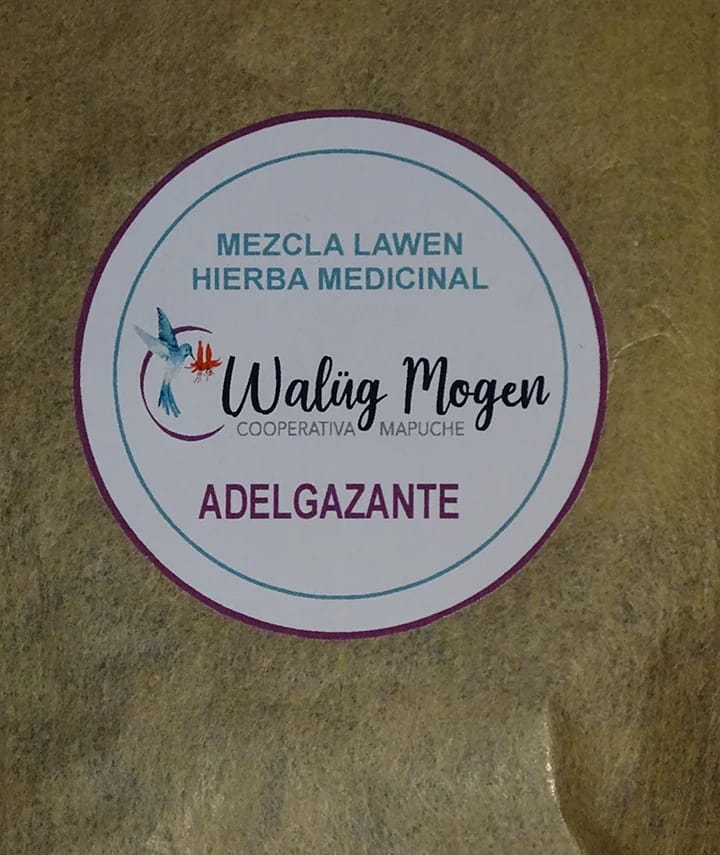 MEZCLA LAWEN
HIERBA MEDICINAL
Walüg Mogen
COOPERATIVA MAPUCHE
ADELGAZANTE